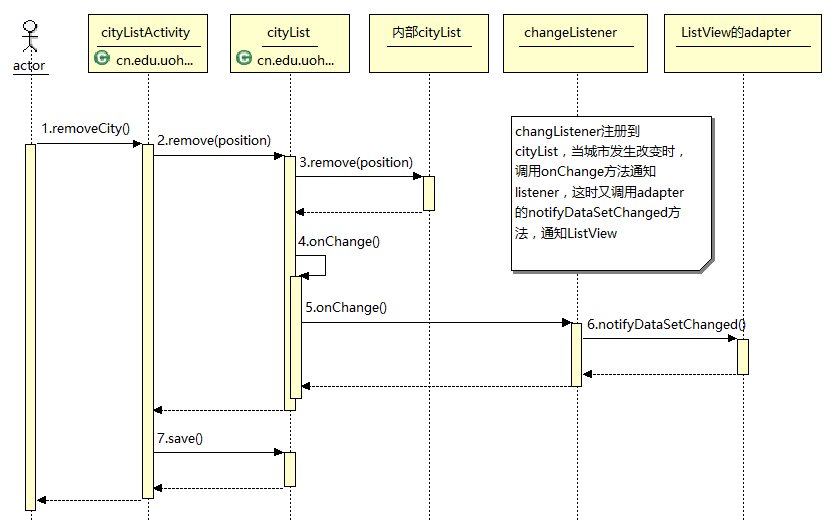 cityListActivity
cn.edu.uoh...
cityList
cn.edu.uoh...
内部cityList
changeListener
ListView的adapter
actor
changListener注册到
cityList，当城市发生改变时，
调用onChange方法通知
listener，这时又调用adapter
的notifyDataSetChanged方
法，通知ListView
1.removeCity()
2.remove(position)
3.remove(position)
4.onChange()
5.onChange()
6.notifyDataSetChanged()
7.save()